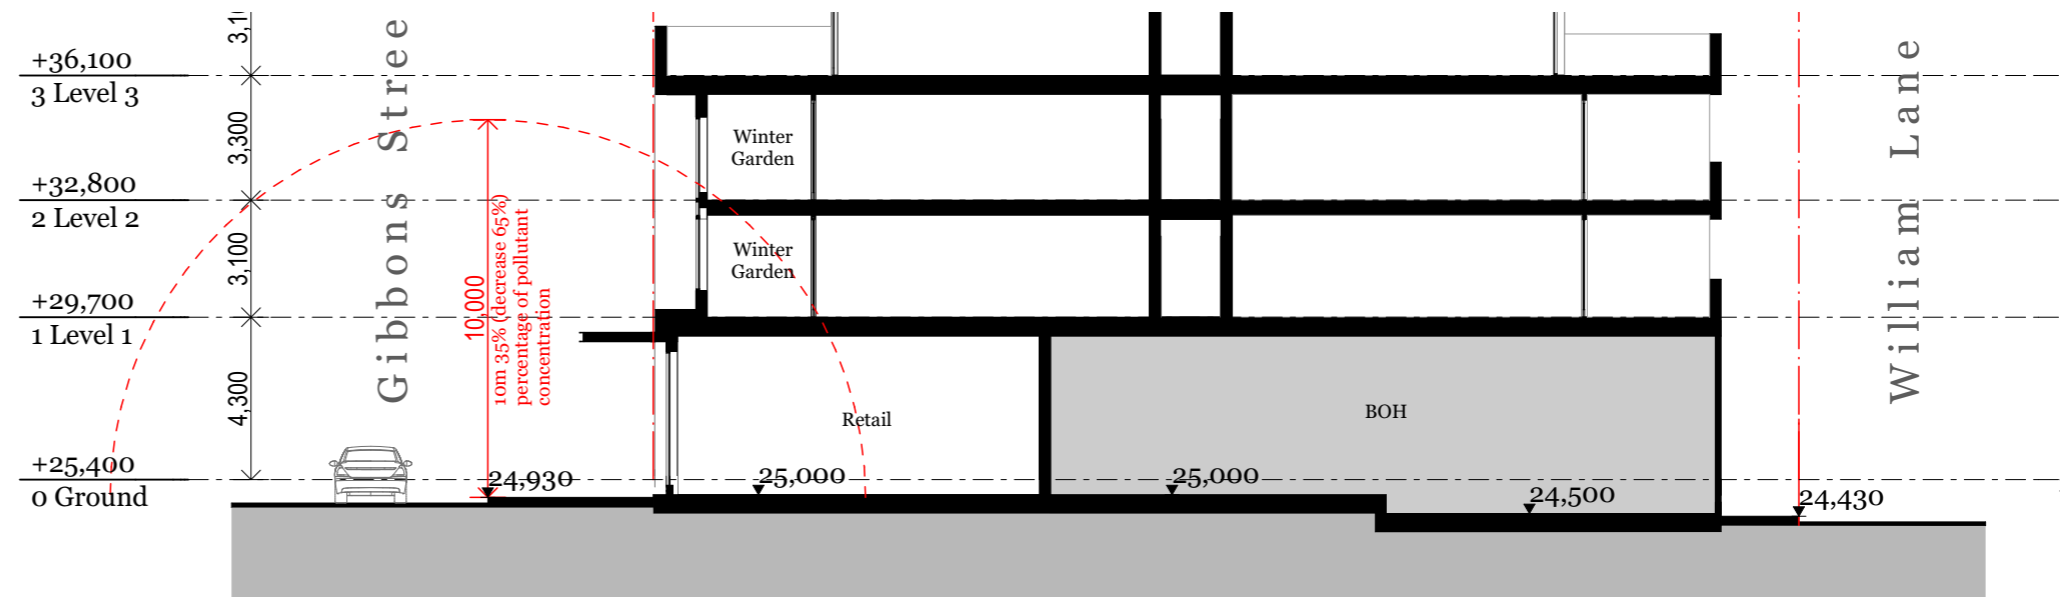 3,1
+36,100
3 Level 3
3,300
+32,800
2 Level 2
3,100
+29,700
1 Level 1
4,300
+25,400
0 Ground
Gibbons Stree
10,000
10m 35% (decrease 65%)
percentage of pollutant
concentration
24,930
Winter
Garden
Winter
Garden
Retail
BOH
25,000
25,000
24,500
24,430
William Lane